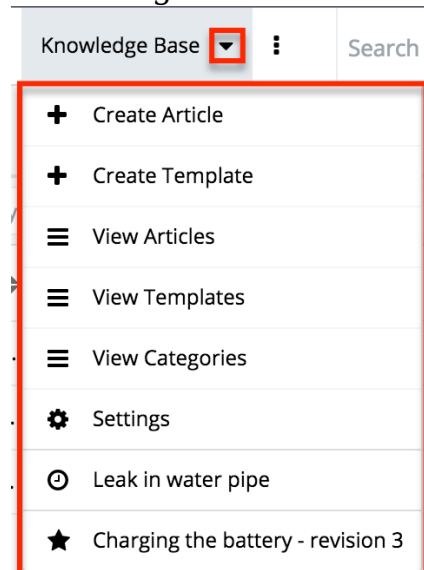 Knowledge Base
Search
Create Article
Create Template
View Articles
View Templates
View Categories
Settings
Leak in water pipe
Charging the battery - revision 3